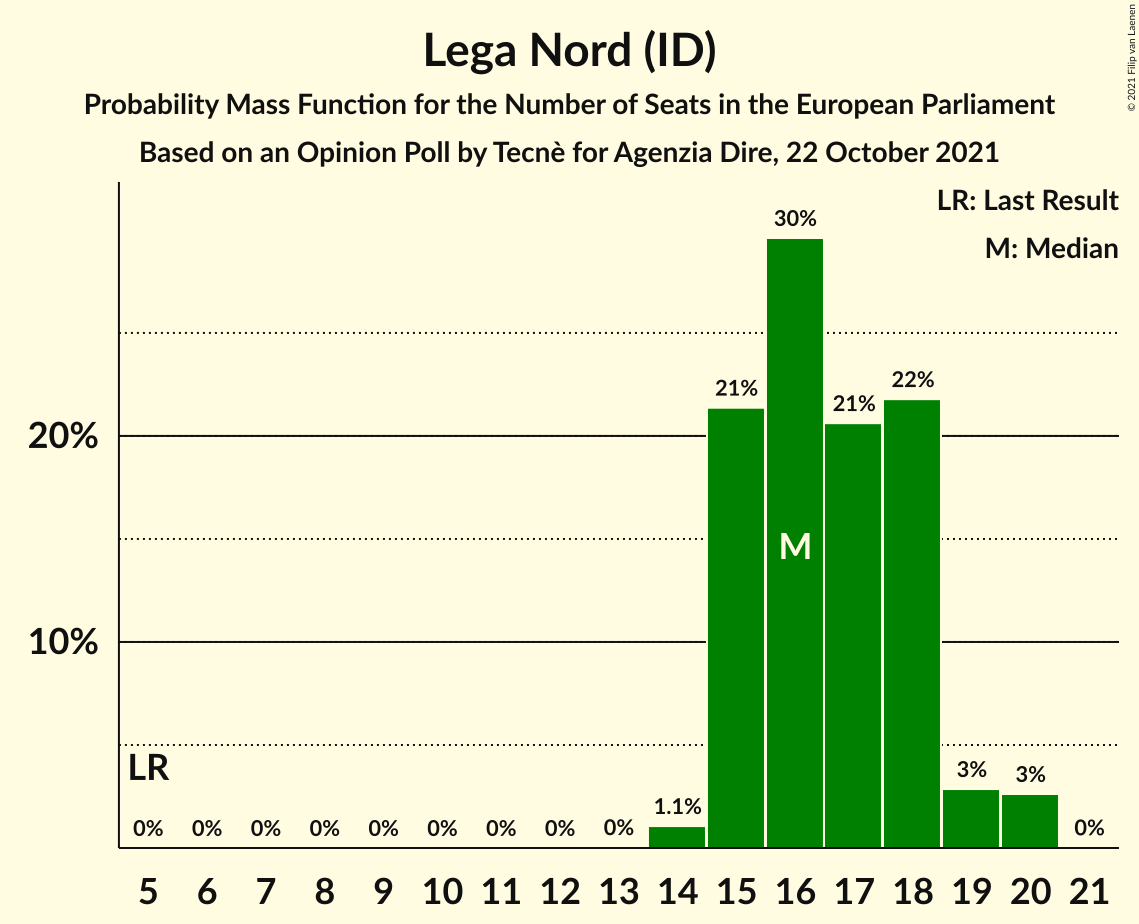 Lega Nord (ID)
Probability Mass Function for the Number of Seats in the European Parliament
Based on an Opinion Poll by Tecnè for Agenzia Dire, 22 October 2021
© 2021 Filip van Laenen
LR: Last Result
M: Median
30%
21%
22%
21%
20%
M
10%
LR
3%
3%
1.1%
0% 0% 0% 0% 0% 0% 0% 0% 0% 0%
5 6 7 8 9 10 11 12 13 14 15 16 17 18 19 20 21